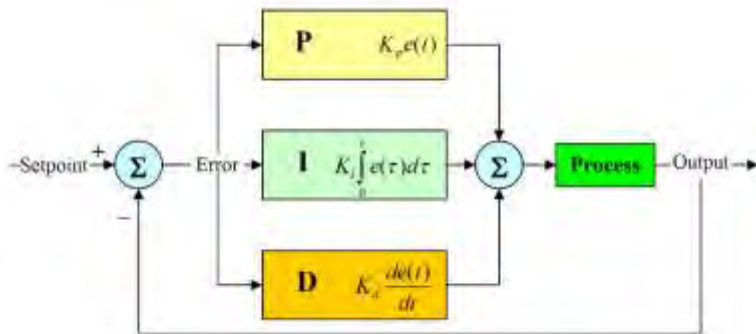 P K_p e(t)
Setpoint + Σ Error I K_i ∫_0^t e(τ)dτ Σ Process Output
−
D K_d de(t)/dt